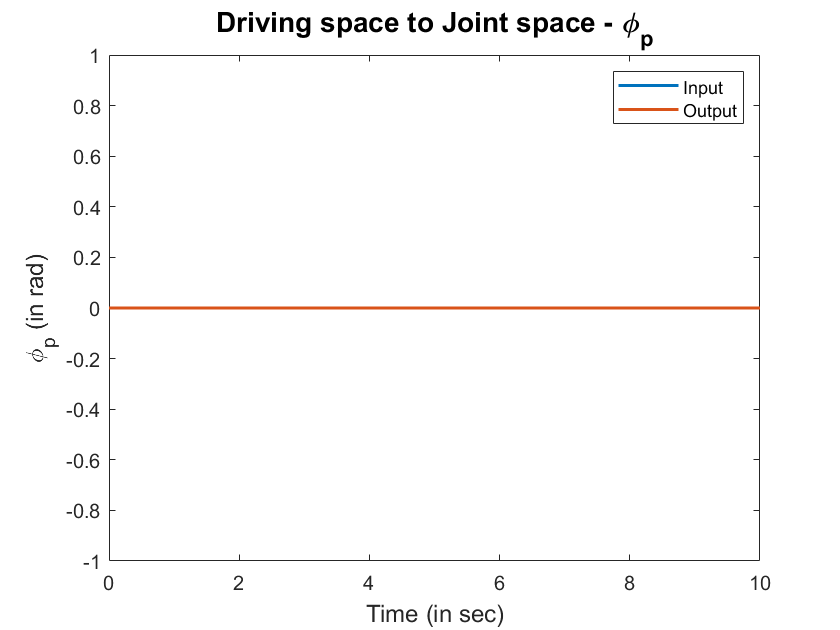 Driving space to Joint space - ϕp
1
0.8
0.6
0.4
0.2
0
-0.2
-0.4
-0.6
-0.8
-1
ϕp (in rad)
Input
Output
0 2 4 6 8 10
Time (in sec)